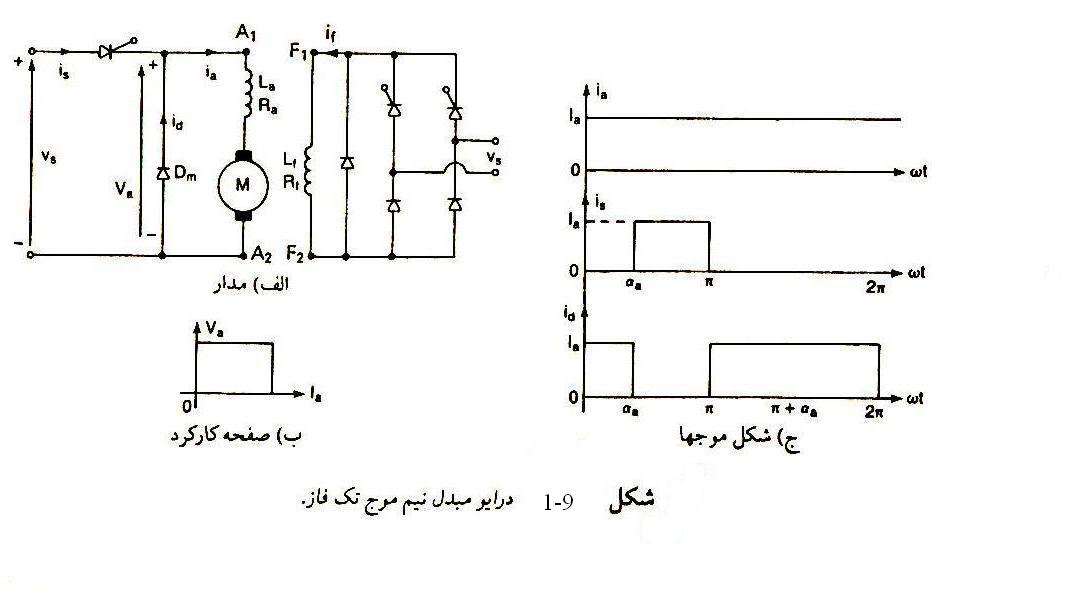 A1
F1
if
+
is
+
ia
La
Ra
id
vs
Va
Dm
M
Lf
Rf
vs
-
-
A2
F2
الف) مدار
Va
Ia
0
ب) صفحه کارکرد
ia
Ia
0
ωt
is
Ia
0
αa
π
2π
ωt
id
Ia
0
αa
π
π + αa
2π
ωt
ج) شکل موجها
شکل 1-9 درایو مبدل نیم موج تک فاز.